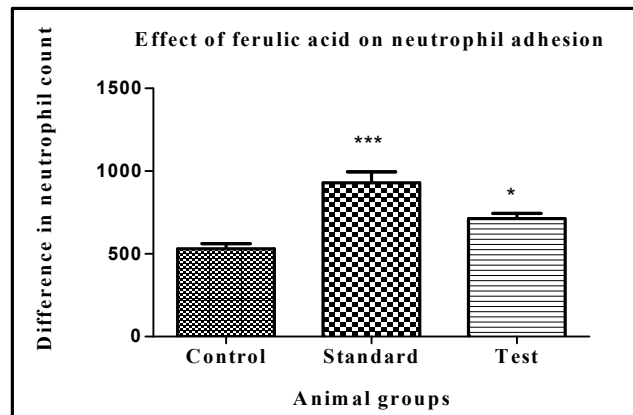 Effect of ferulic acid on neutrophil adhesion
Difference in neutrophil count
1500
1000
500
0
***
*
Control Standard Test
Animal groups